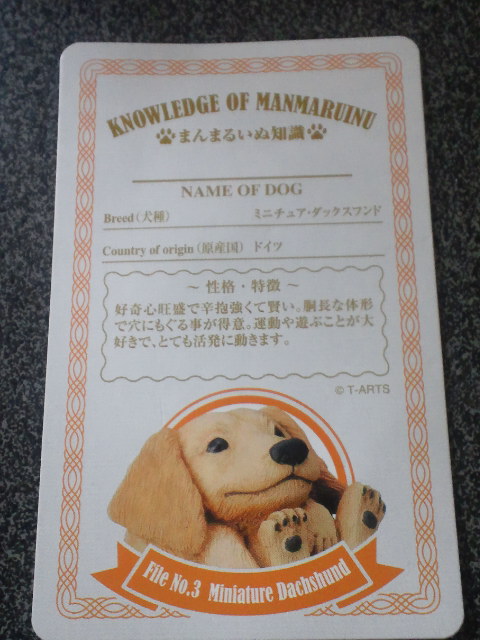 KNOWLEDGE OF MANMARUINU
まんまるいぬ知識
NAME OF DOG
Breed(犬種) ミニチュア・ダックスフンド
Country of origin(原産国) ドイツ
~ 性格・特徴 ~
好奇心旺盛で辛抱強くて賢い。胴長な体形
で穴にもぐる事が得意。運動や遊ぶことが大
好きで、とても活発に動きます。
© T-ARTS
File No.3 Miniature Dachshund